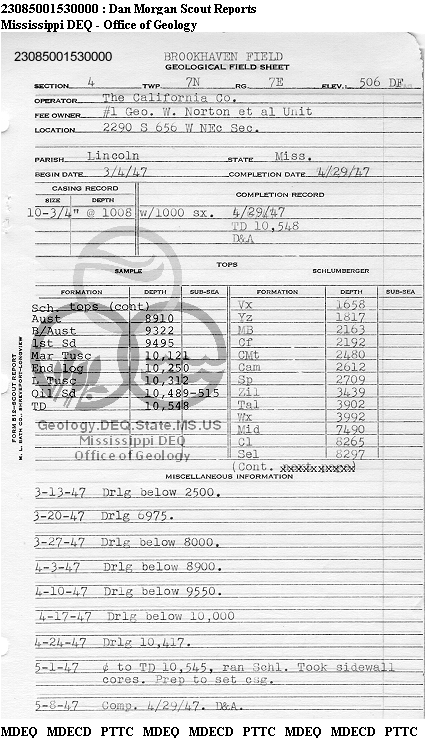 23085001530000 : Dan Morgan Scout Reports
Mississippi DEQ - Office of Geology
23085001530000 BROOKHAVEN FIELD
GEOLOGICAL FIELD SHEET
SECTION 4 TWP. 7N RG. 7E ELEV.: 506 DF
OPERATOR The California Co.
FEE OWNER #1 Geo. W. Norton et al Unit
LOCATION 2290 S 656 W NEc Sec.
PARISH Lincoln STATE Miss.
BEGIN DATE 3/4/47 COMPLETION DATE 4/29/47
CASING RECORD COMPLETION RECORD
SIZE DEPTH
10-3/4" @ 1008 w/1000 sx. 4/29/47
TD 10,548
D&A
TOPS
SAMPLE SCHLUMBERGER
FORMATION DEPTH SUB-SEA FORMATION DEPTH SUB-SEA
Sch. tops (cont) Vx 1658
Aust 8910 Yz 1817
B/Aust 9322 MB 2163
1st Sd 9495 Cf 2192
Mar Tusc 10,121 CMt 2480
End log 10,250 Cam 2612
L Tusc 10,312 Sp 2709
Oil Sd 10,489-515 Zil 3439
TD 10,548 Tal 3902
Wx 3992
Mid 7490
Cl 8265
Sel 8297
(Cont.
Geology.DEQ.State.MS.US
Mississippi DEQ
Office of Geology
FORM 512-SCOUT REPORT
MISCELLANEOUS INFORMATION
3-13-47 Drlg below 2500.
3-20-47 Drlg 6975.
3-27-47 Drlg below 8000.
4-3-47 Drlg below 8900.
4-10-47 Drlg below 9550.
4-17-47 Drlg below 10,000
4-24-47 Drlg 10,417.
5-1-47 ¢ to TD 10,545, ran Schl. Took sidewall
cores. Prep to set csg.
5-8-47 Comp. 4/29/47. D&A.
MDEQ MDECD PTTC MDEQ MDECD PTTC MDEQ MDECD PTTC